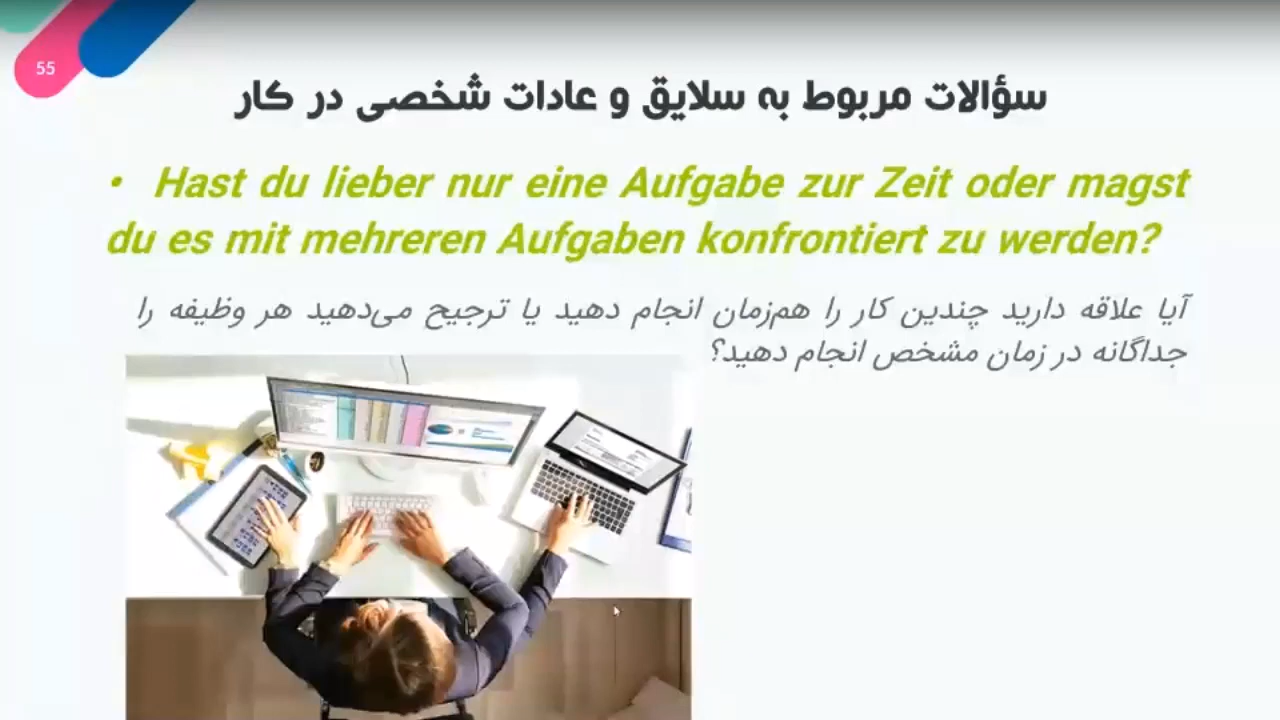 55
سؤالات مربوط به سلایق و عادات شخصی در کار
• Hast du lieber nur eine Aufgabe zur Zeit oder magst
du es mit mehreren Aufgaben konfrontiert zu werden?
آیا علاقه دارید چندین کار را هم‌زمان انجام دهید یا ترجیح می‌دهید هر وظیفه را
جداگانه در زمان مشخص انجام دهید؟